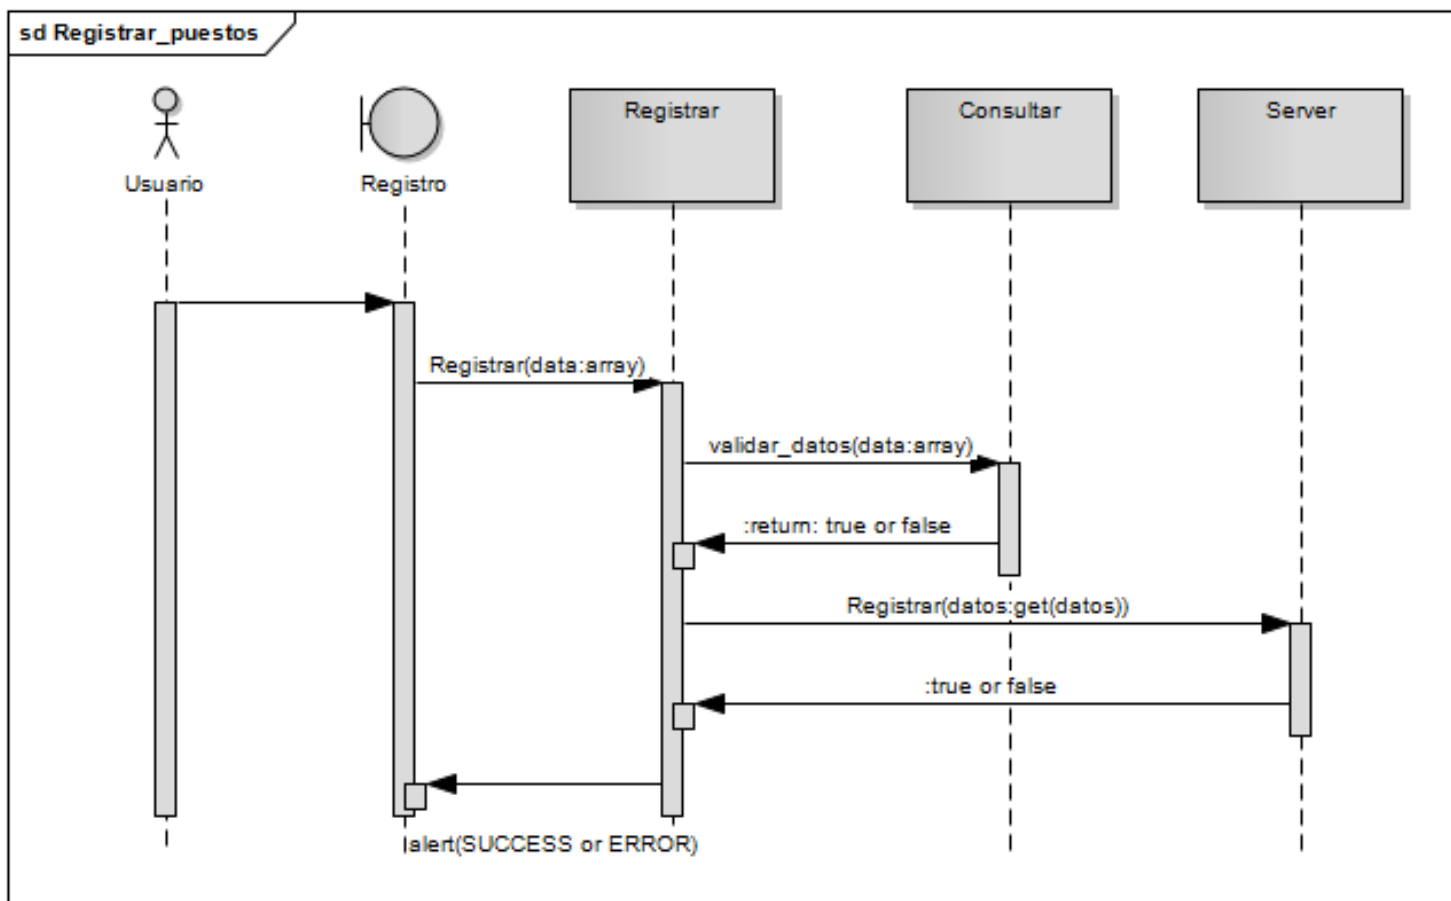 sd Registrar_puestos
Usuario
Registro
Registrar
Consultar
Server
Registrar(data:array)
validar_datos(data:array)
:return: true or false
Registrar(datos:get(datos))
:true or false
alert(SUCCESS or ERROR)